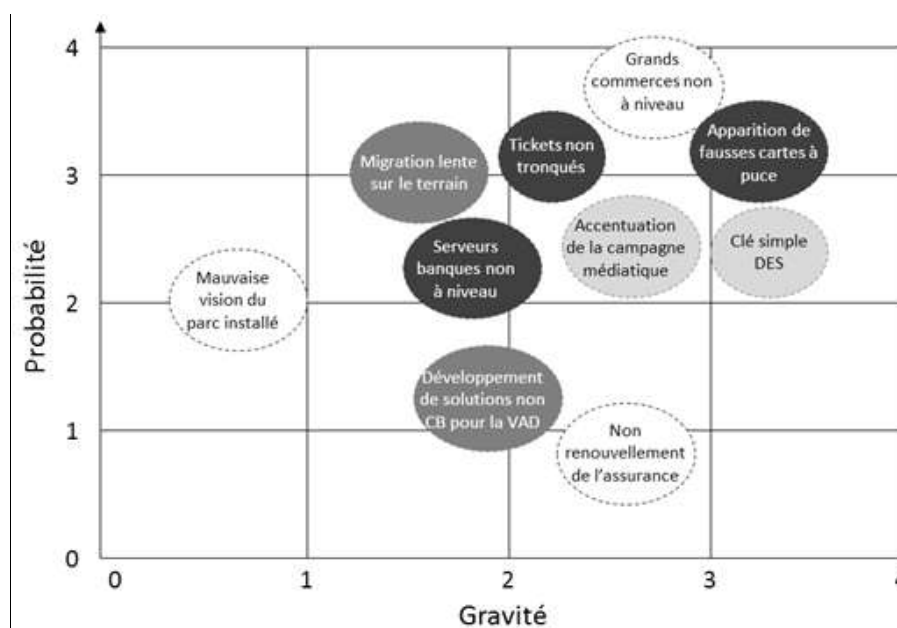 Probabilité
4
3
2
1
0
Grands
commerces non
à niveau
Apparition de
fausses cartes à
puce
Tickets non
tronqués
Migration lente
sur le terrain
Accentuation
de la campagne
médiatique
Clé simple
DES
Serveurs
banques non
à niveau
Mauvaise
vision du
parc installé
Développement
de solutions non
CB pour la VAD
Non
renouvellement
de l'assurance
0 1 2 3 4
Gravité